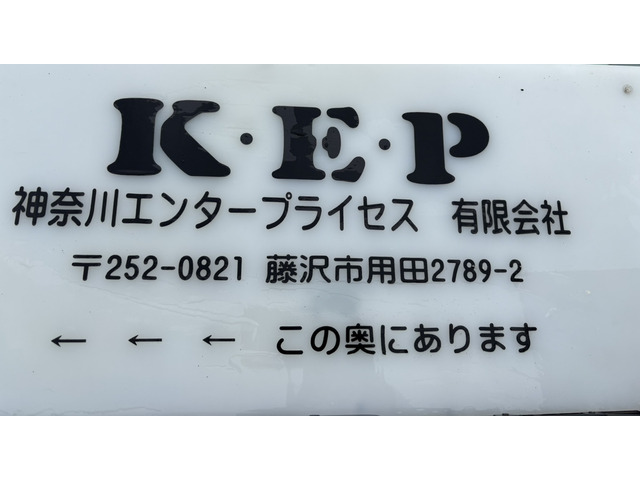 K・E・P
神奈川エンタープライセス 有限会社
〒252-0821 藤沢市用田2789-2
← ← ← この奥にあります